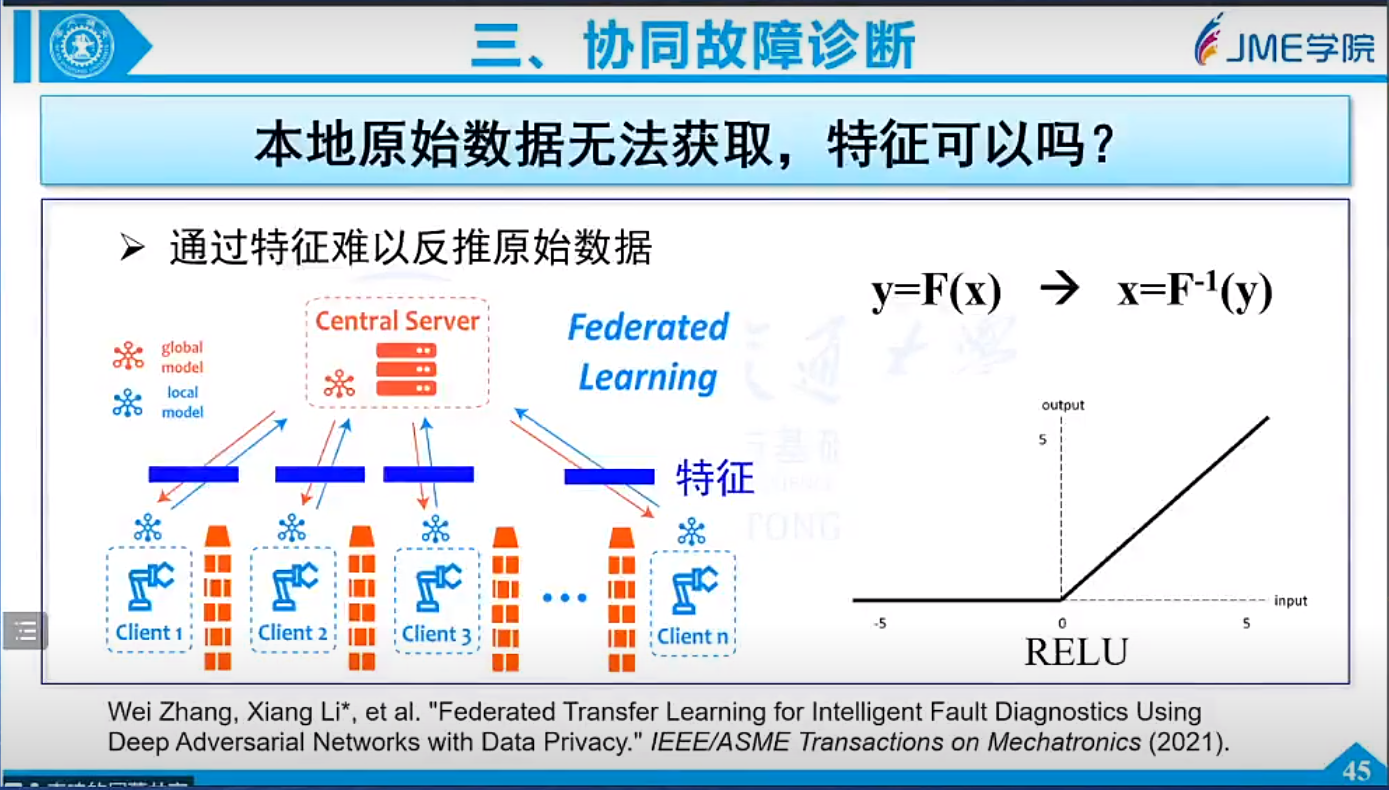 三、协同故障诊断
JME学院
本地原始数据无法获取，特征可以吗？
➢ 通过特征难以反推原始数据
y=F(x) → x=F⁻¹(y)
Central Server
Federated
Learning
global
model
local
model
特征
Client 1
Client 2
Client 3
...
Client n
output
5
input
-5
0
5
RELU
Wei Zhang, Xiang Li*, et al. "Federated Transfer Learning for Intelligent Fault Diagnostics Using
Deep Adversarial Networks with Data Privacy." IEEE/ASME Transactions on Mechatronics (2021).
45